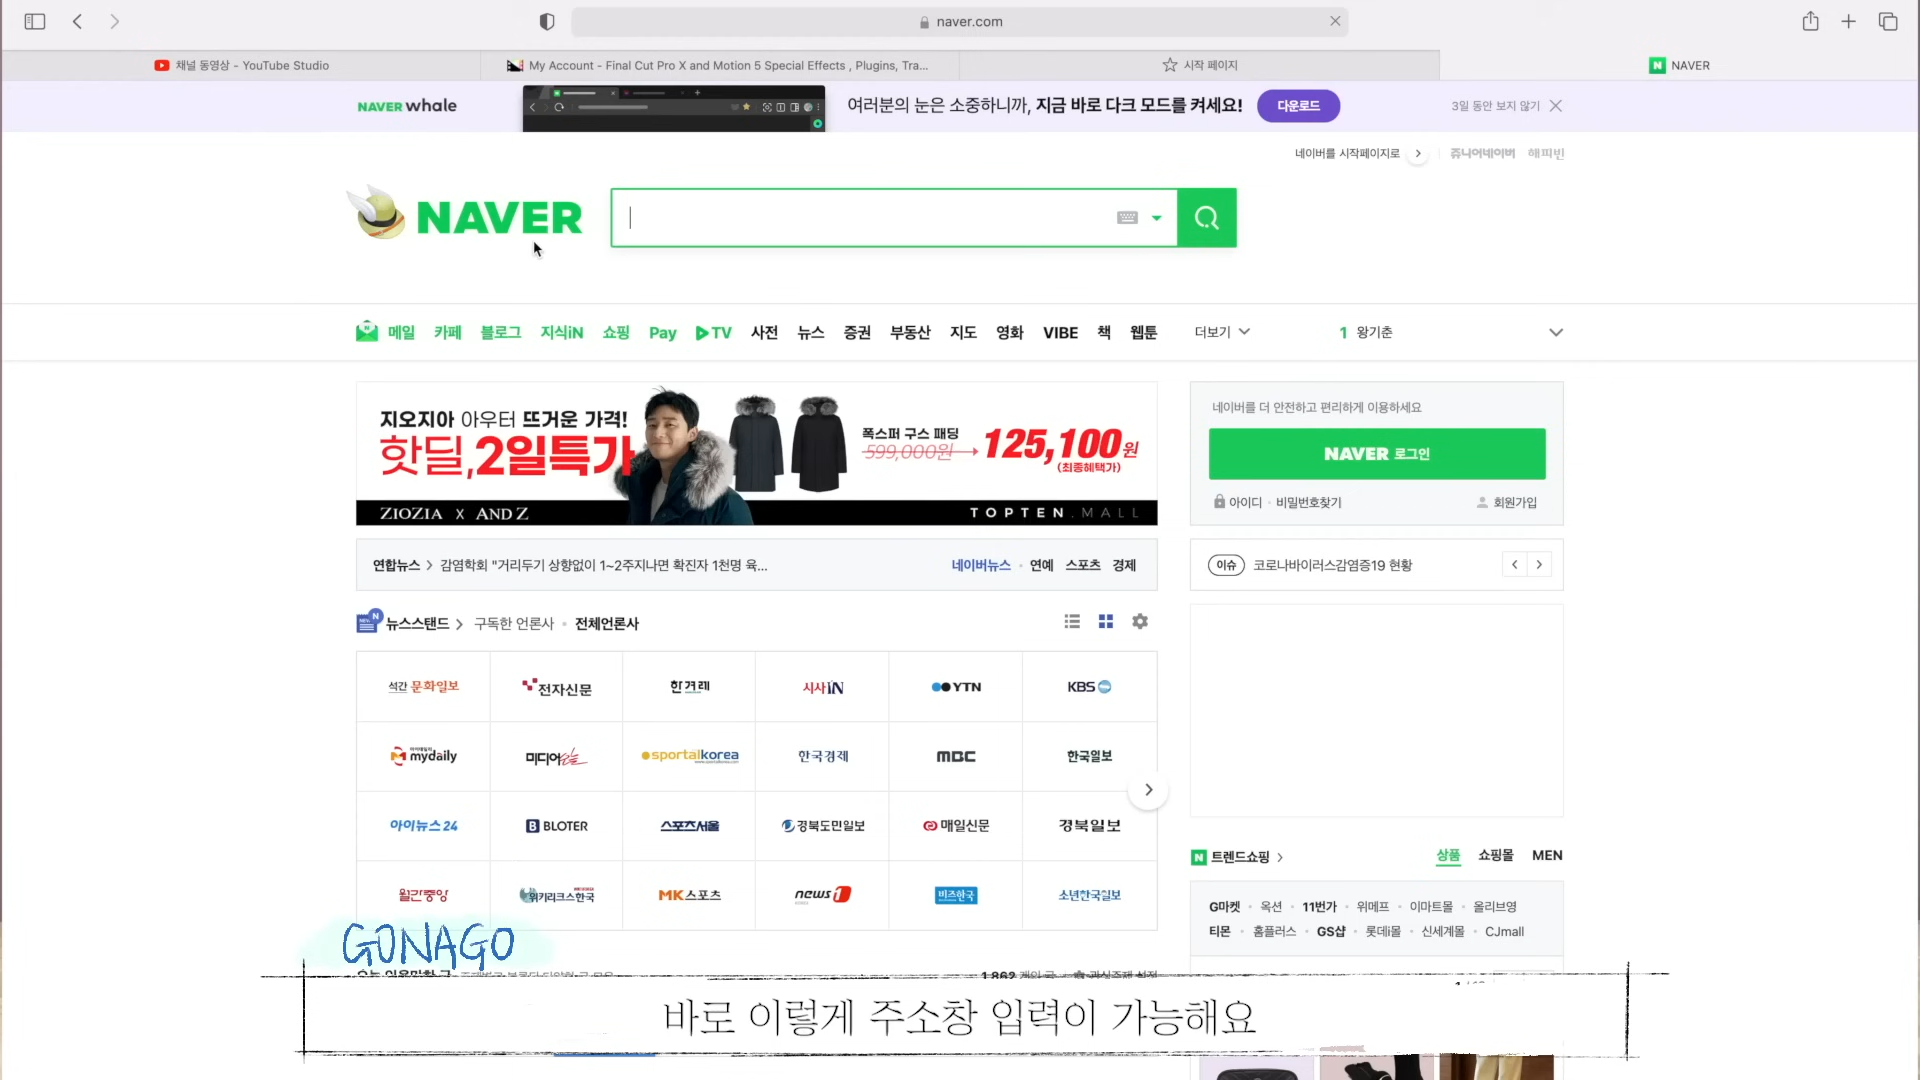 naver.com
채널 동영상 - YouTube Studio
My Account - Final Cut Pro X and Motion 5 Special Effects , Plugins, Tra...
시작 페이지
NAVER
NAVER whale
여러분의 눈은 소중하니까, 지금 바로 다크 모드를 켜세요!
다운로드
3일 동안 보지 않기
네이버를 시작페이지로
쥬니어네이버 해피빈
NAVER
메일 카페 블로그 지식iN 쇼핑 Pay TV 사전 뉴스 증권 부동산 지도 영화 VIBE 책 웹툰 더보기
1 왕기춘
지오지아 아우터 뜨거운 가격!
핫딜,2일특가
폭스퍼 구스 패딩
599,000원
125,100원
(최종혜택가)
ZIOZIA X AND Z
TOPTEN.MALL
네이버를 더 안전하고 편리하게 이용하세요
NAVER 로그인
아이디 · 비밀번호찾기
회원가입
연합뉴스 > 감염학회 "거리두기 상향없이 1~2주지나면 확진자 1천명 육...
네이버뉴스 · 연예 스포츠 경제
이슈 코로나바이러스감염증19 현황
뉴스스탠드 > 구독한 언론사 · 전체언론사
석간 문화일보 전자신문 한겨레 시사IN YTN KBS
mydaily 미디어오늘 sportalkorea 한국경제 MBC 한국일보
아이뉴스24 BLOTER 스포츠서울 경북도민일보 매일신문 경북일보
월간중앙 위키리크스한국 MK스포츠 news1 비즈한국 소년한국일보
트렌드쇼핑 >
상품 쇼핑몰 MEN
G마켓 · 옥션 · 11번가 · 위메프 · 이마트몰 · 올리브영
티몬 · 홈플러스 · GS샵 · 롯데i몰 · 신세계몰 · CJmall
GONAGO
1,862
바로 이렇게 주소창 입력이 가능해요